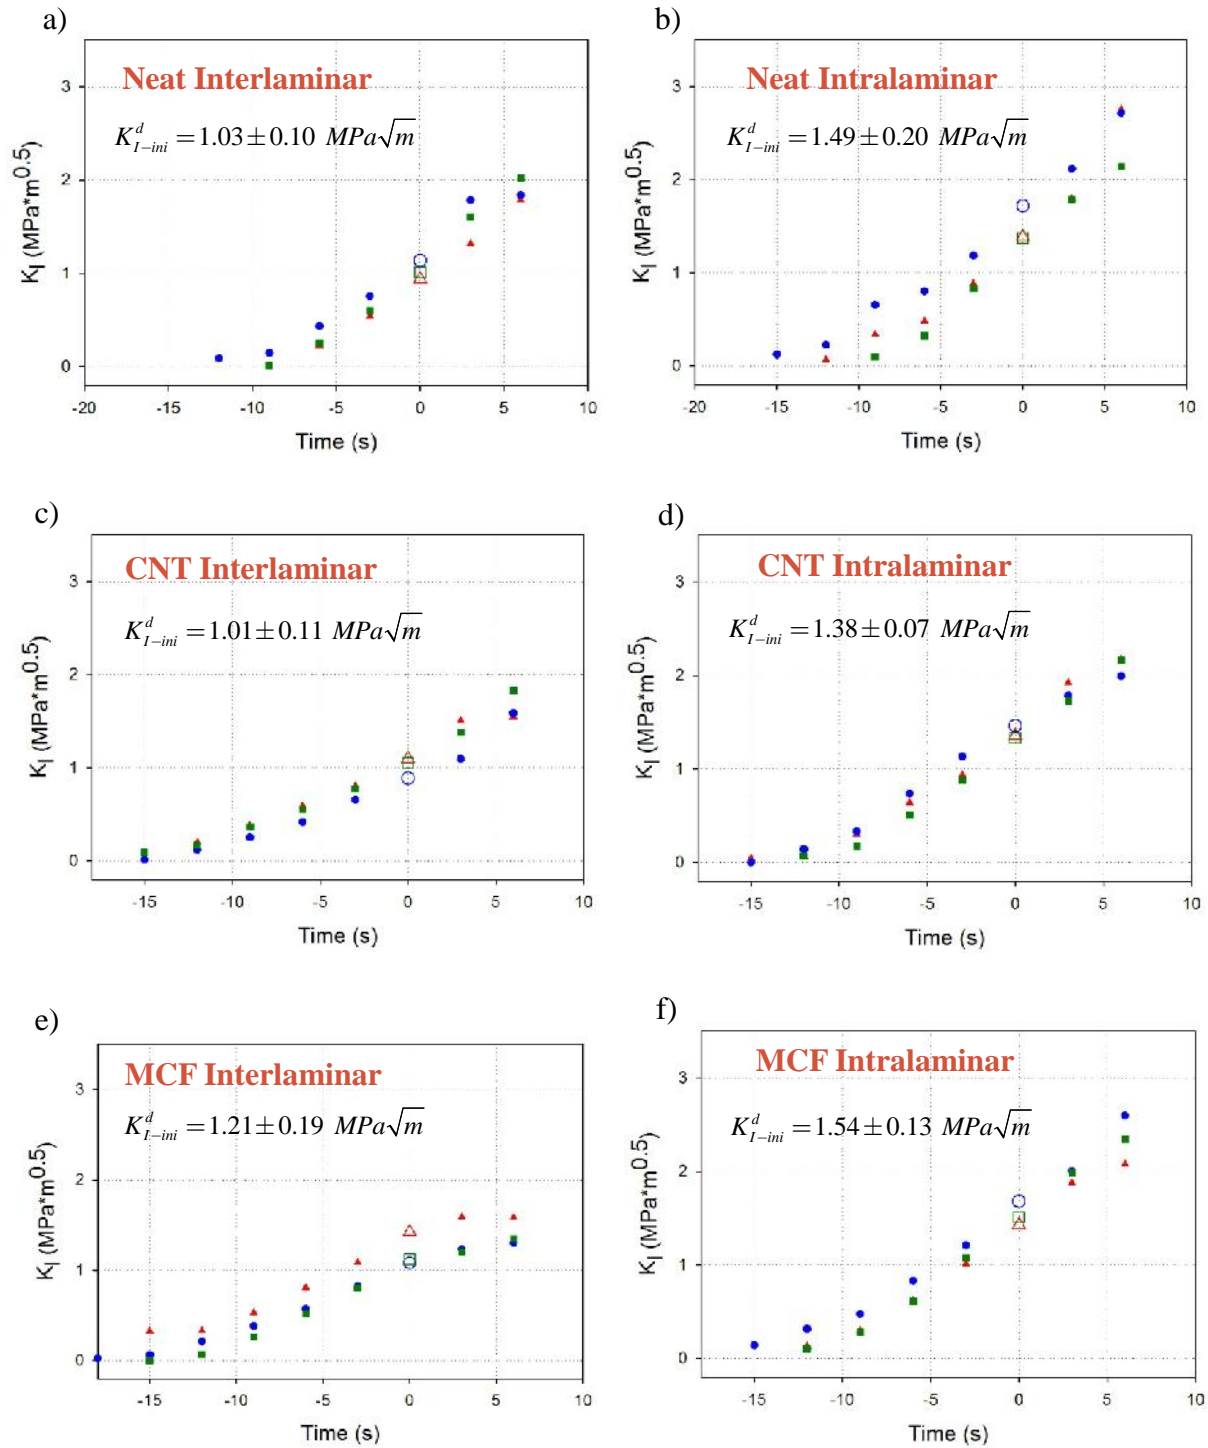 a)
Neat Interlaminar
K^d_{I-ini} = 1.03 ± 0.10 MPa√m
K_I (MPa*m^0.5)
3
2
1
0
-20 -15 -10 -5 0 5 10
Time (s)
b)
Neat Intralaminar
K^d_{I-ini} = 1.49 ± 0.20 MPa√m
K_I (MPa*m^0.5)
3
2
1
0
-20 -15 -10 -5 0 5 10
Time (s)
c)
CNT Interlaminar
K^d_{I-ini} = 1.01 ± 0.11 MPa√m
K_I (MPa*m^0.5)
3
2
1
0
-15 -10 -5 0 5 10
Time (s)
d)
CNT Intralaminar
K^d_{I-ini} = 1.38 ± 0.07 MPa√m
K_I (MPa*m^0.5)
3
2
1
0
-15 -10 -5 0 5 10
Time (s)
e)
MCF Interlaminar
K^d_{I-ini} = 1.21 ± 0.19 MPa√m
K_I (MPa*m^0.5)
3
2
1
0
-15 -10 -5 0 5 10
Time (s)
f)
MCF Intralaminar
K^d_{I-ini} = 1.54 ± 0.13 MPa√m
K_I (MPa*m^0.5)
3
2
1
0
-15 -10 -5 0 5 10
Time (s)